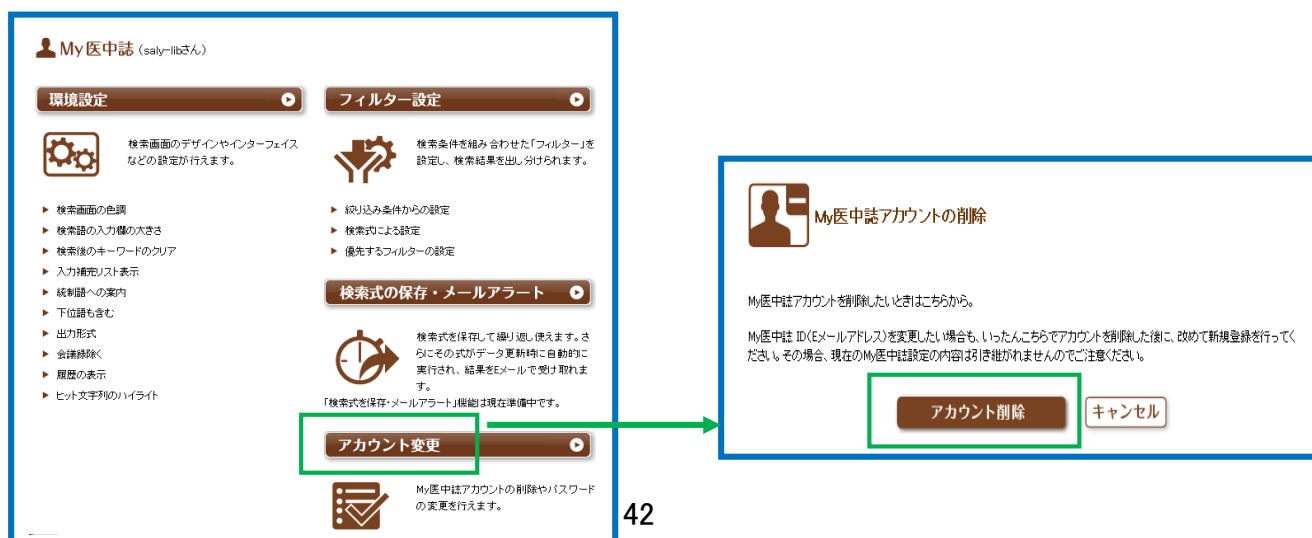 My医中誌 (saly-libさん)
環境設定
検索画面のデザインやインターフェイス
などの設定が行えます。
▶ 検索画面の色調
▶ 検索語の入力欄の大きさ
▶ 検索後のキーワードのクリア
▶ 入力補完リスト表示
▶ 統制語への案内
▶ 下位語も含む
▶ 出力形式
▶ 会議録除く
▶ 履歴の表示
▶ ヒット文字列のハイライト
フィルター設定
検索条件を組み合わせた「フィルター」を
設定し、検索結果を出し分けられます。
▶ 絞り込み条件からの設定
▶ 検索式による設定
▶ 優先するフィルターの設定
検索式の保存・メールアラート
検索式を保存して繰り返し使えます。さ
らにその式がデータ更新時に自動的に
実行され、結果をEメールで受け取れま
す。
「検索式を保存・メールアラート」機能は現在準備中です。
アカウント変更
My医中誌アカウントの削除やパスワード
の変更を行えます。
My医中誌アカウントの削除
My医中誌アカウントを削除したいときはこちらから。
My医中誌 ID(Eメールアドレス)を変更したい場合も、いったんこちらでアカウントを削除した後に、改めて新規登録を行ってく
ださい。その場合、現在のMy医中誌設定の内容は引き継がれませんのでご注意ください。
アカウント削除
キャンセル
42